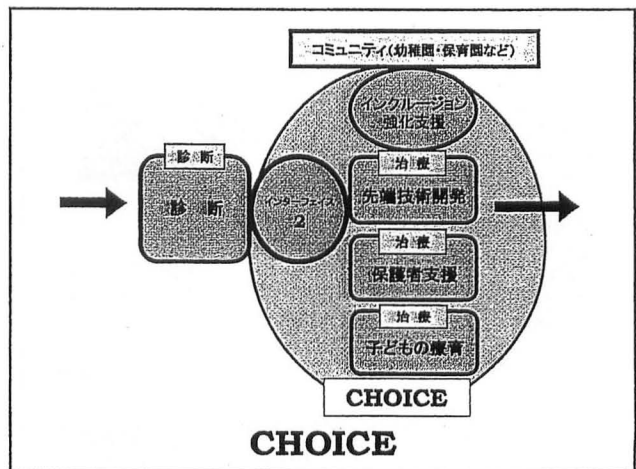 コミュニティ(幼稚園・保育園など)
インクルージョン
強化支援
診断
診 断
インターフェイス
2
治療
先端技術開発
治療
保護者支援
治療
子どもの療育
CHOICE
CHOICE